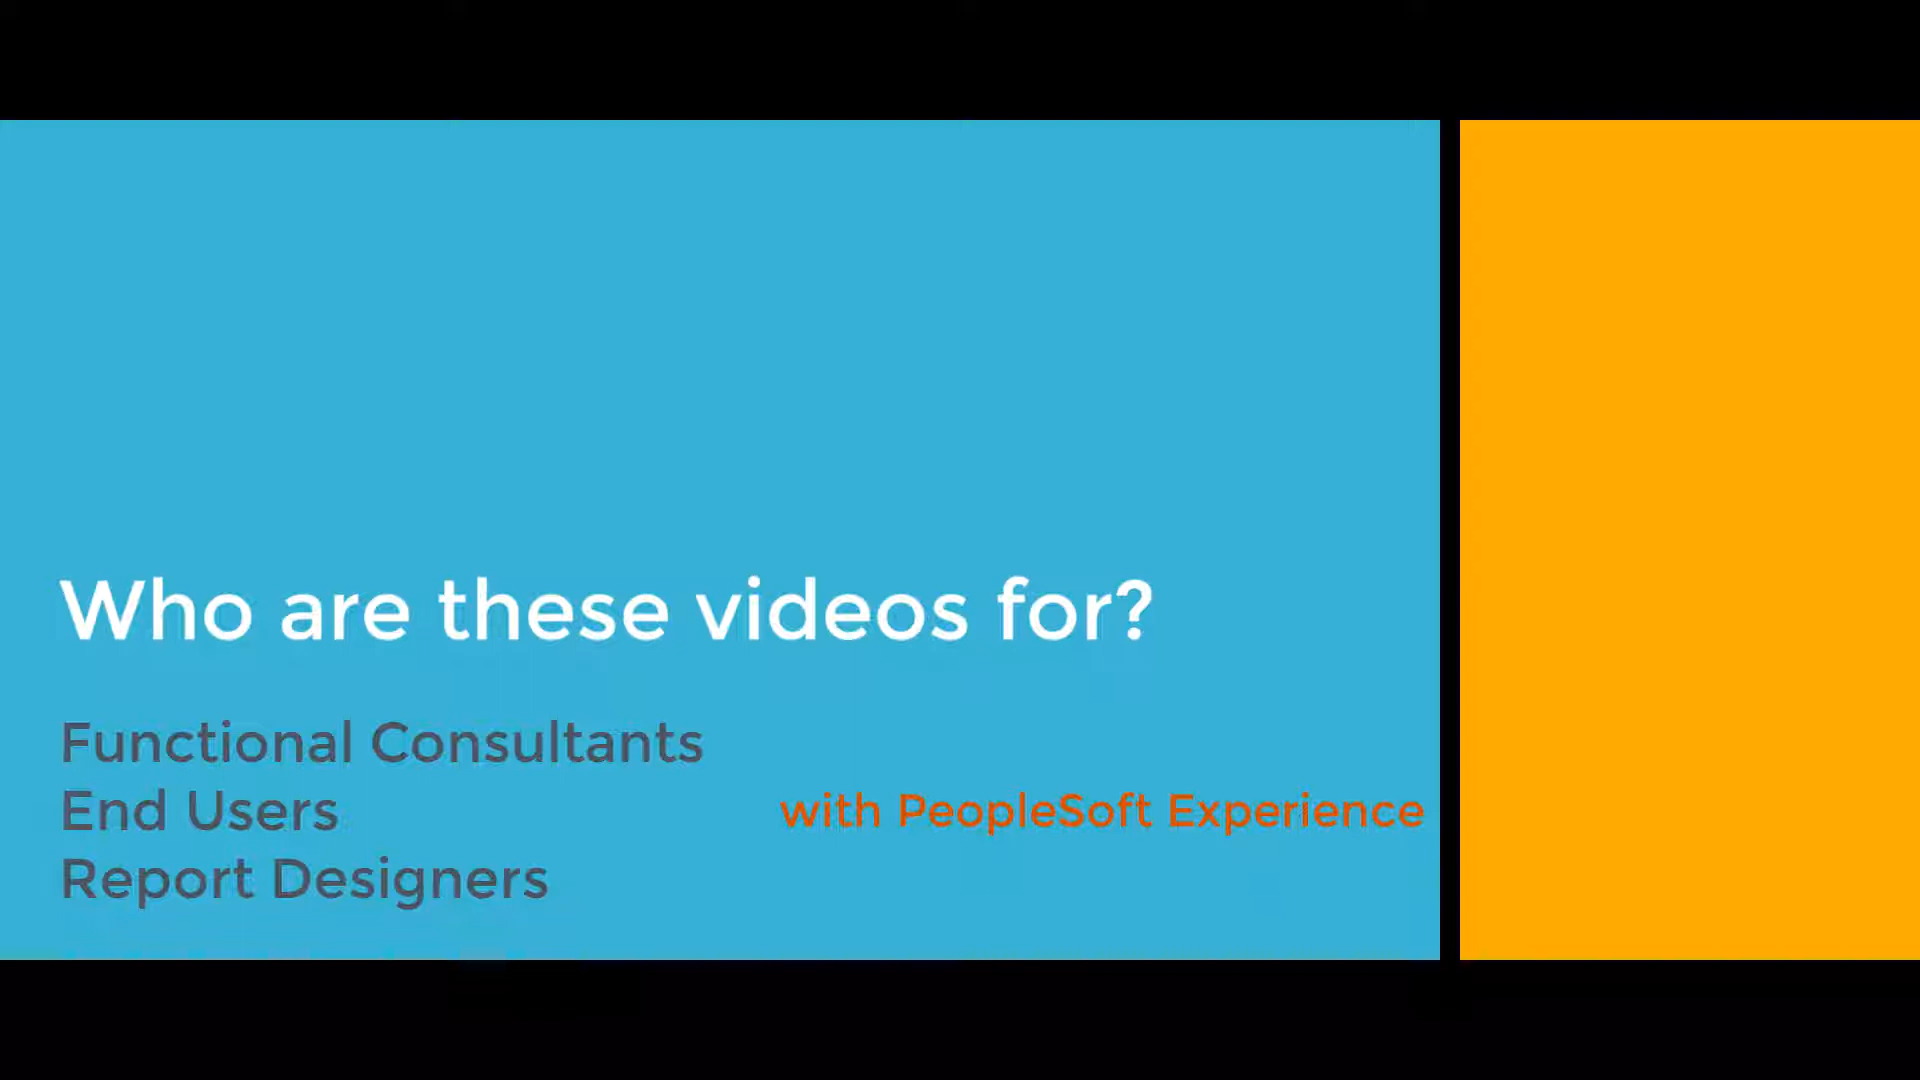 Who are these videos for?
Functional Consultants
End Users
with PeopleSoft Experience
Report Designers